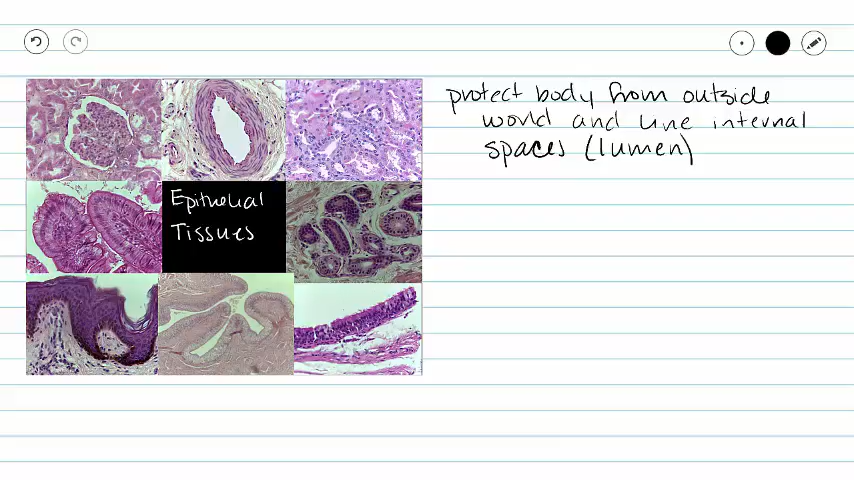 Epithelial
Tissues
protect body from outside
world and line internal
spaces (lumen)